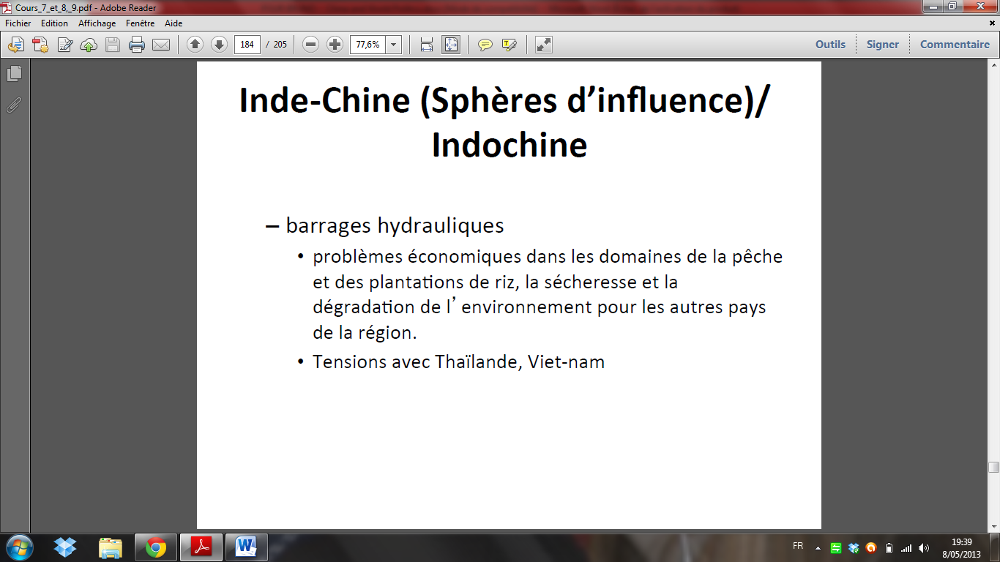 Cours_7_et_8,_9.pdf - Adobe Reader
Fichier Edition Affichage Fenêtre Aide
184 / 205 77,6% Outils Signer Commentaire
Inde-Chine (Sphères d’influence)/
Indochine
– barrages hydrauliques
• problèmes économiques dans les domaines de la pêche
et des plantations de riz, la sécheresse et la
dégradation de l’ environnement pour les autres pays
de la région.
• Tensions avec Thaïlande, Viet-nam
FR 19:39
8/05/2013